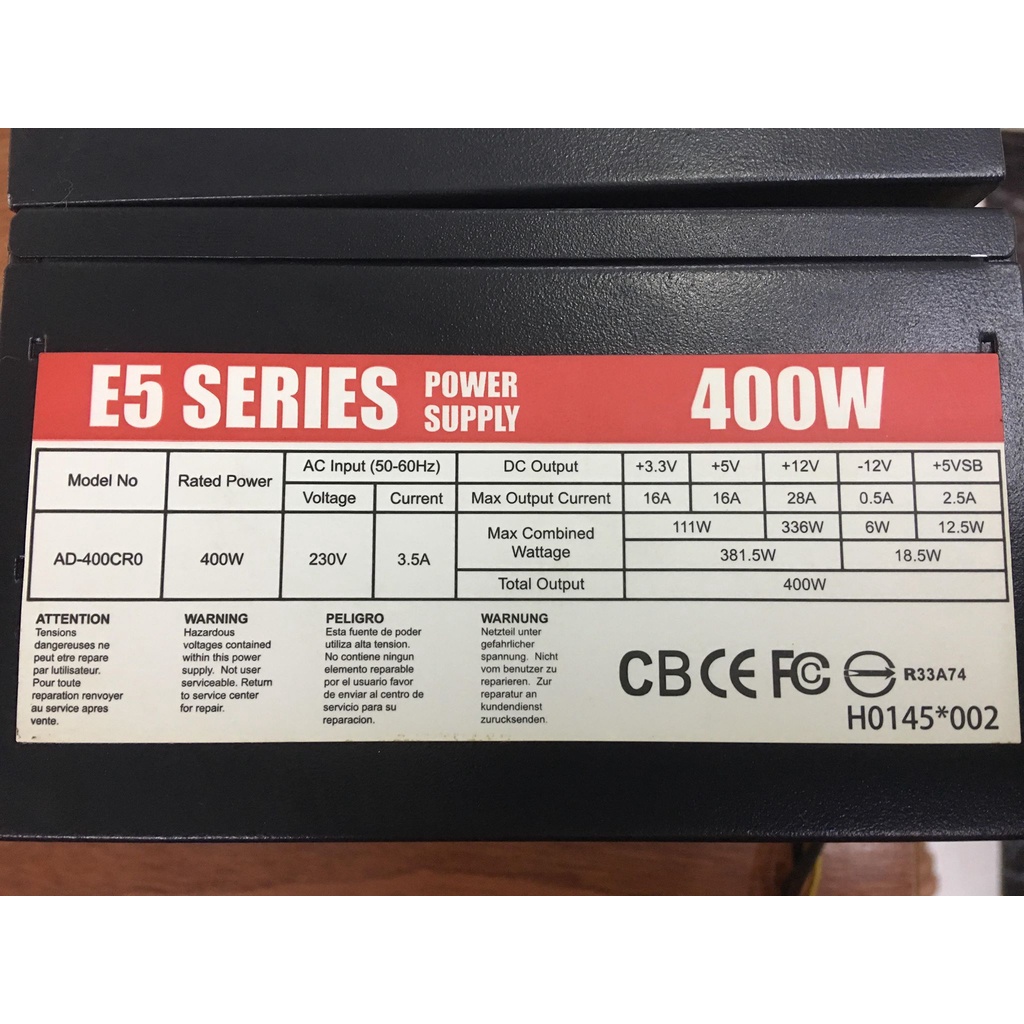 E5 SERIES POWER SUPPLY 400W
Model No Rated Power AC Input (50-60Hz) DC Output +3.3V +5V +12V -12V +5VSB
Voltage Current Max Output Current 16A 16A 28A 0.5A 2.5A
AD-400CR0 400W 230V 3.5A Max Combined Wattage 111W 336W 6W 12.5W
381.5W 18.5W
Total Output 400W
ATTENTION
Tensions
dangereuses ne
peut etre repare
par lutilisateur.
Pour toute
reparation renvoyer
au service apres
vente.
WARNING
Hazardous
voltages contained
within this power
supply. Not user
serviceable. Return
to service center
for repair.
PELIGRO
Esta fuente de poder
utiliza alta tension.
No contiene ningun
elemento reparable
por el usuario favor
de enviar al centro de
servicio para su
reparacion.
WARNUNG
Netzteil unter
gefahrlicher
spannung. Nicht
vom benutzer zu
reparieren. Zur
reparatur an
kundendienst
zurucksenden.
CB CE FC R33A74
H0145*002